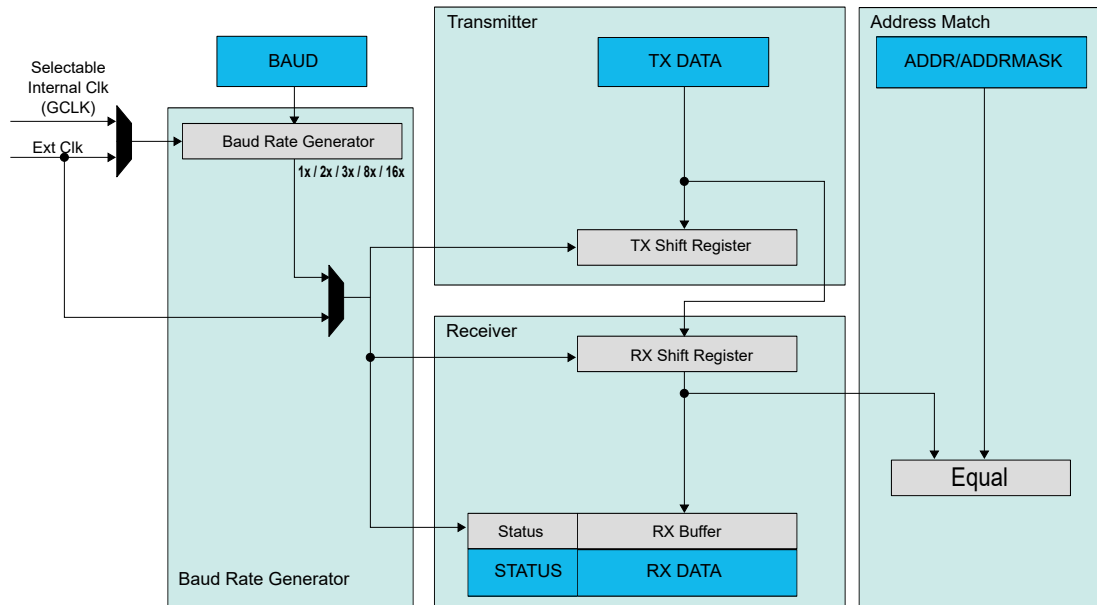 Transmitter
Address Match
BAUD
TX DATA
ADDR/ADDRMASK
Selectable
Internal Clk
(GCLK)
Ext Clk
Baud Rate Generator
1x / 2x / 3x / 8x / 16x
TX Shift Register
Receiver
RX Shift Register
Equal
Status
RX Buffer
STATUS
RX DATA
Baud Rate Generator